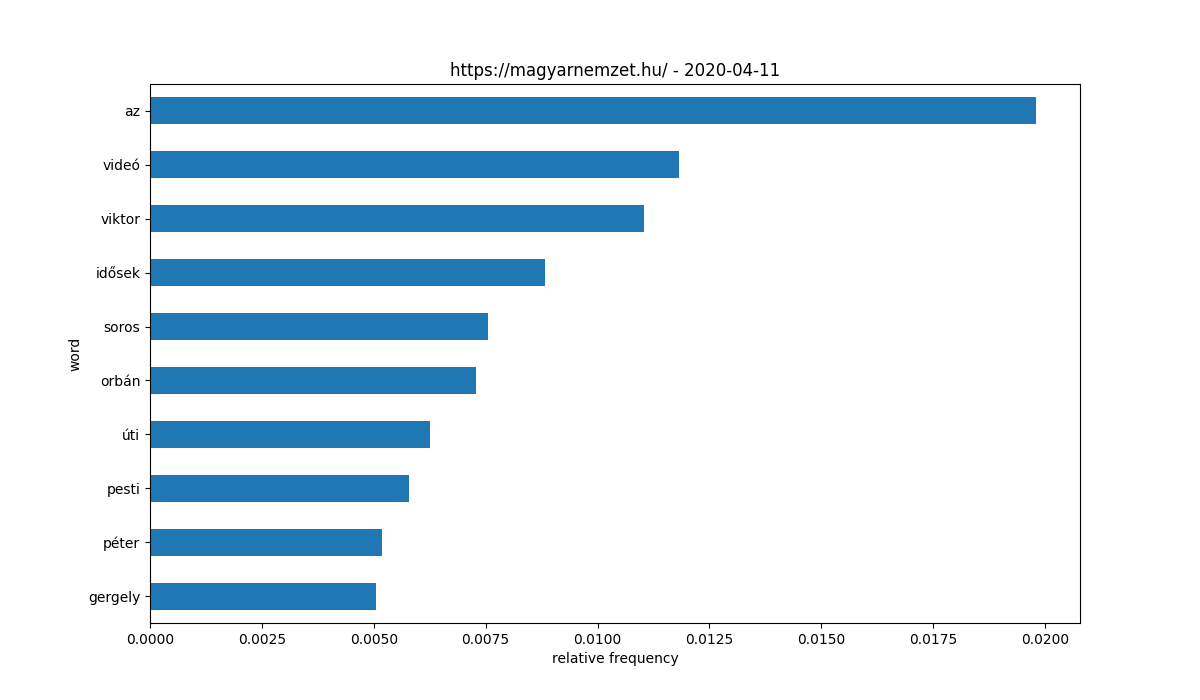 https://magyarnemzet.hu/ - 2020-04-11
az
videó
viktor
idősek
soros
orbán
úti
pesti
péter
gergely
word
0.0000 0.0025 0.0050 0.0075 0.0100 0.0125 0.0150 0.0175 0.0200
relative frequency